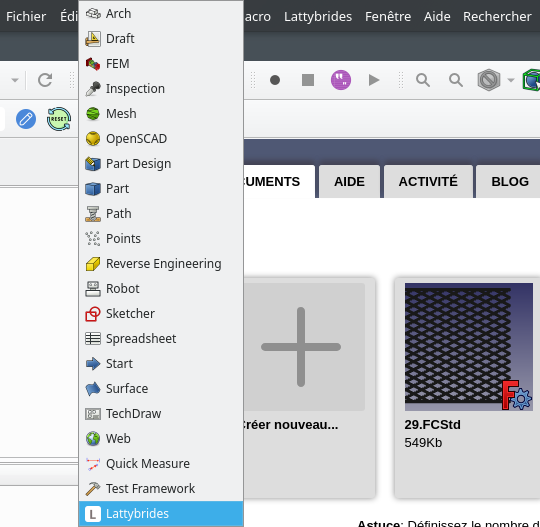 Fichier Édi acro Lattybrides Fenêtre Aide Rechercher
RESET
Arch
Draft
FEM
Inspection
Mesh
OpenSCAD
Part Design
Part
Path
Points
Reverse Engineering
Robot
Sketcher
Spreadsheet
Start
Surface
TechDraw
Web
Quick Measure
Test Framework
L Lattybrides
CUMENTS AIDE ACTIVITÉ BLOG
Créer nouveau...
29.FCStd
549Kb
Astuce: Définissez le nombre d